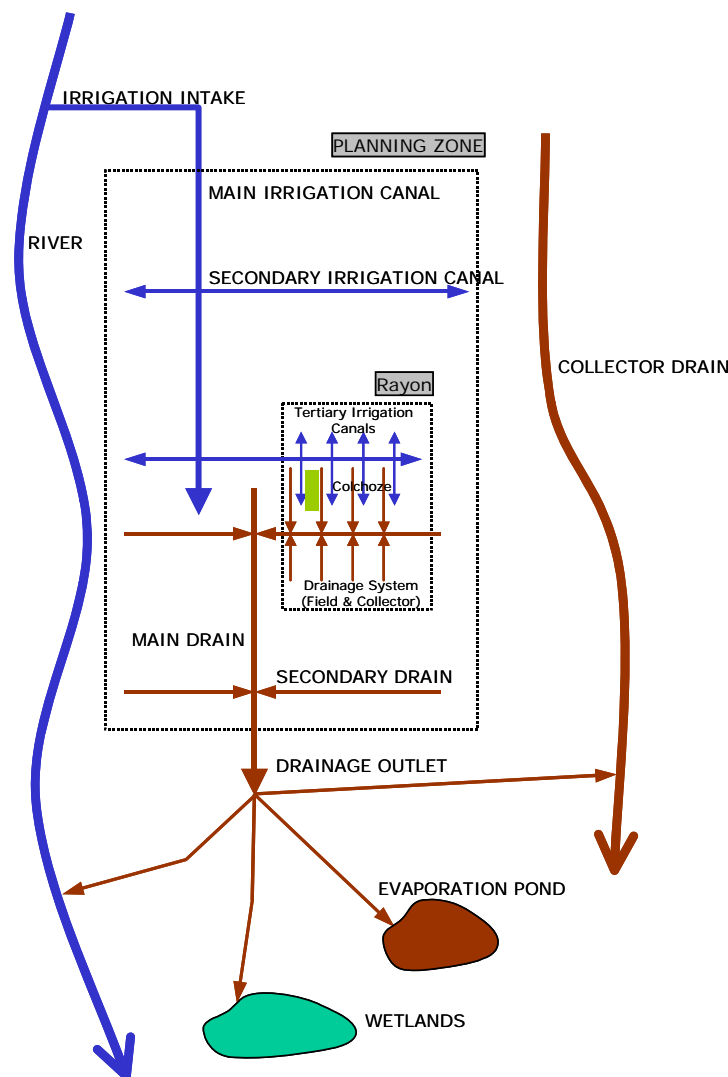 IRRIGATION INTAKE
PLANNING ZONE
MAIN IRRIGATION CANAL
RIVER
SECONDARY IRRIGATION CANAL
COLLECTOR DRAIN
Rayon
Tertiary Irrigation
Canals
Colchoze
Drainage System
(Field & Collector)
MAIN DRAIN
SECONDARY DRAIN
DRAINAGE OUTLET
EVAPORATION POND
WETLANDS